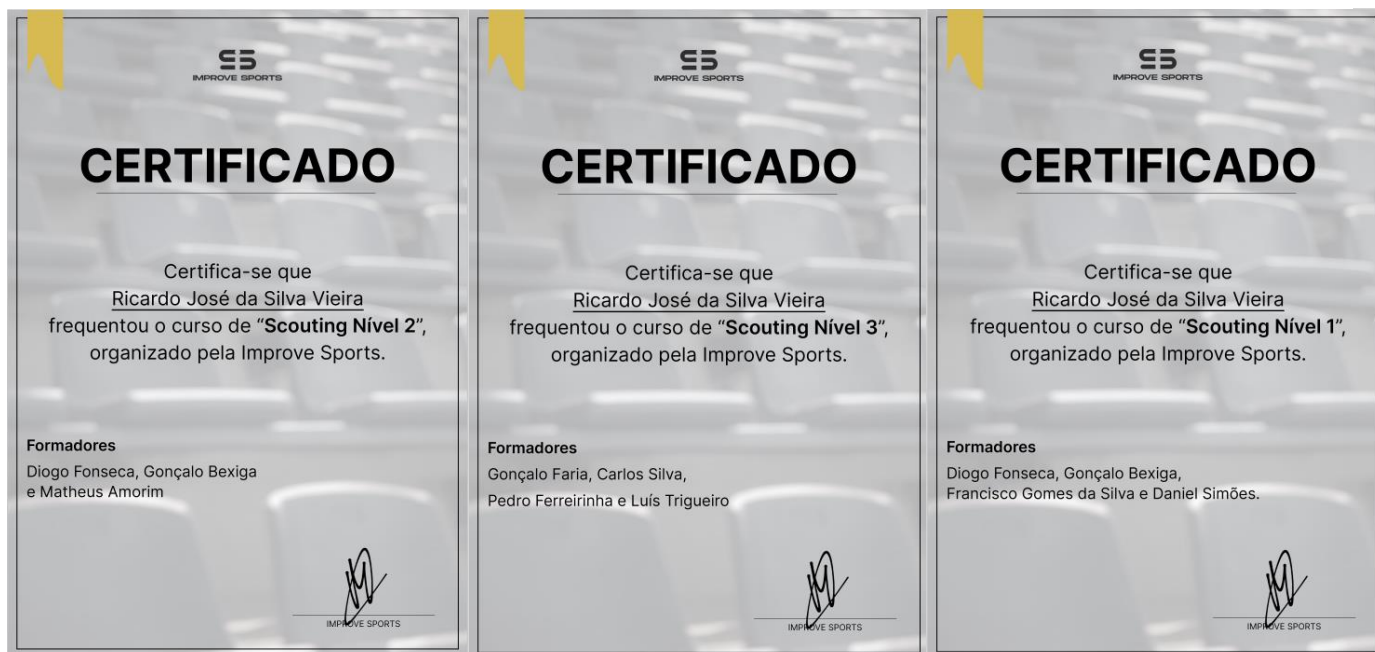 IMPROVE SPORTS
CERTIFICADO
Certifica-se que
Ricardo José da Silva Vieira
frequentou o curso de “Scouting Nível 2”,
organizado pela Improve Sports.
Formadores
Diogo Fonseca, Gonçalo Bexiga
e Matheus Amorim
IMPROVE SPORTS
IMPROVE SPORTS
CERTIFICADO
Certifica-se que
Ricardo José da Silva Vieira
frequentou o curso de “Scouting Nível 3”,
organizado pela Improve Sports.
Formadores
Gonçalo Faria, Carlos Silva,
Pedro Ferreirinha e Luís Trigueiro
IMPROVE SPORTS
IMPROVE SPORTS
CERTIFICADO
Certifica-se que
Ricardo José da Silva Vieira
frequentou o curso de “Scouting Nível 1”,
organizado pela Improve Sports.
Formadores
Diogo Fonseca, Gonçalo Bexiga,
Francisco Gomes da Silva e Daniel Simões.
IMPROVE SPORTS